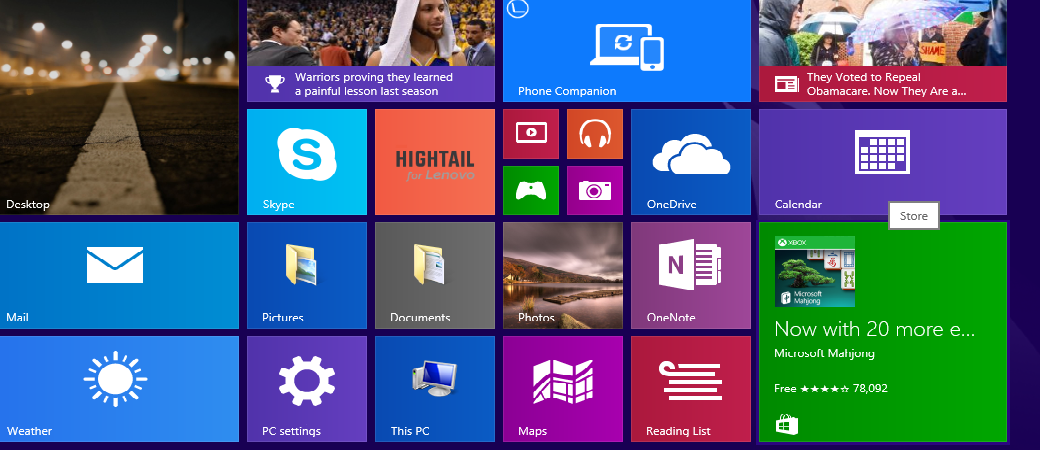 Warriors proving they learned
a painful lesson last season
Phone Companion
SHAME
They Voted to Repeal
Obamacare. Now They Are a...
Desktop
S
Skype
HIGHTAIL
for Lenovo
OneDrive
Calendar
Store
Mail
Pictures
Documents
Photos
N
OneNote
XBOX
Microsoft
Mahjong
Now with 20 more e...
Microsoft Mahjong
Free ★★★★☆ 78,092
Weather
PC settings
This PC
Maps
Reading List